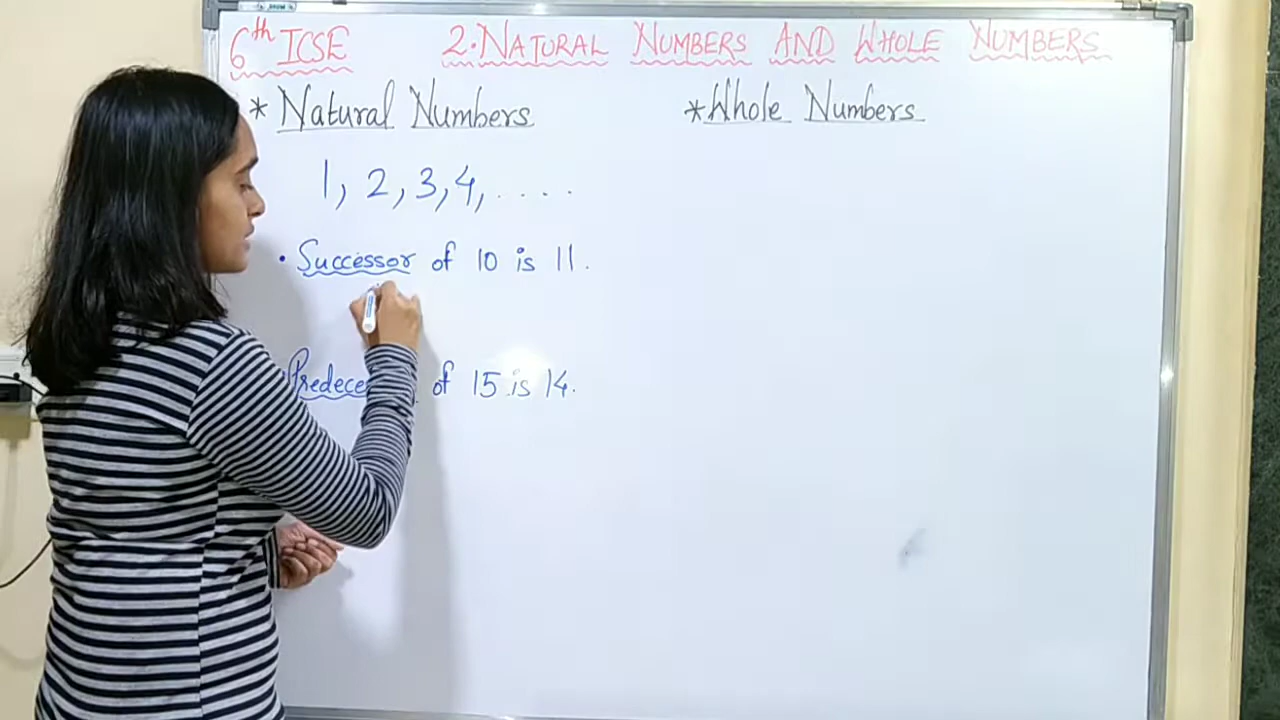 6th ICSE 2. NATURAL NUMBERS AND WHOLE NUMBERS
* Natural Numbers
1, 2, 3, 4, ....
• Successor of 10 is 11.
of 15 is 14.
* Whole Numbers